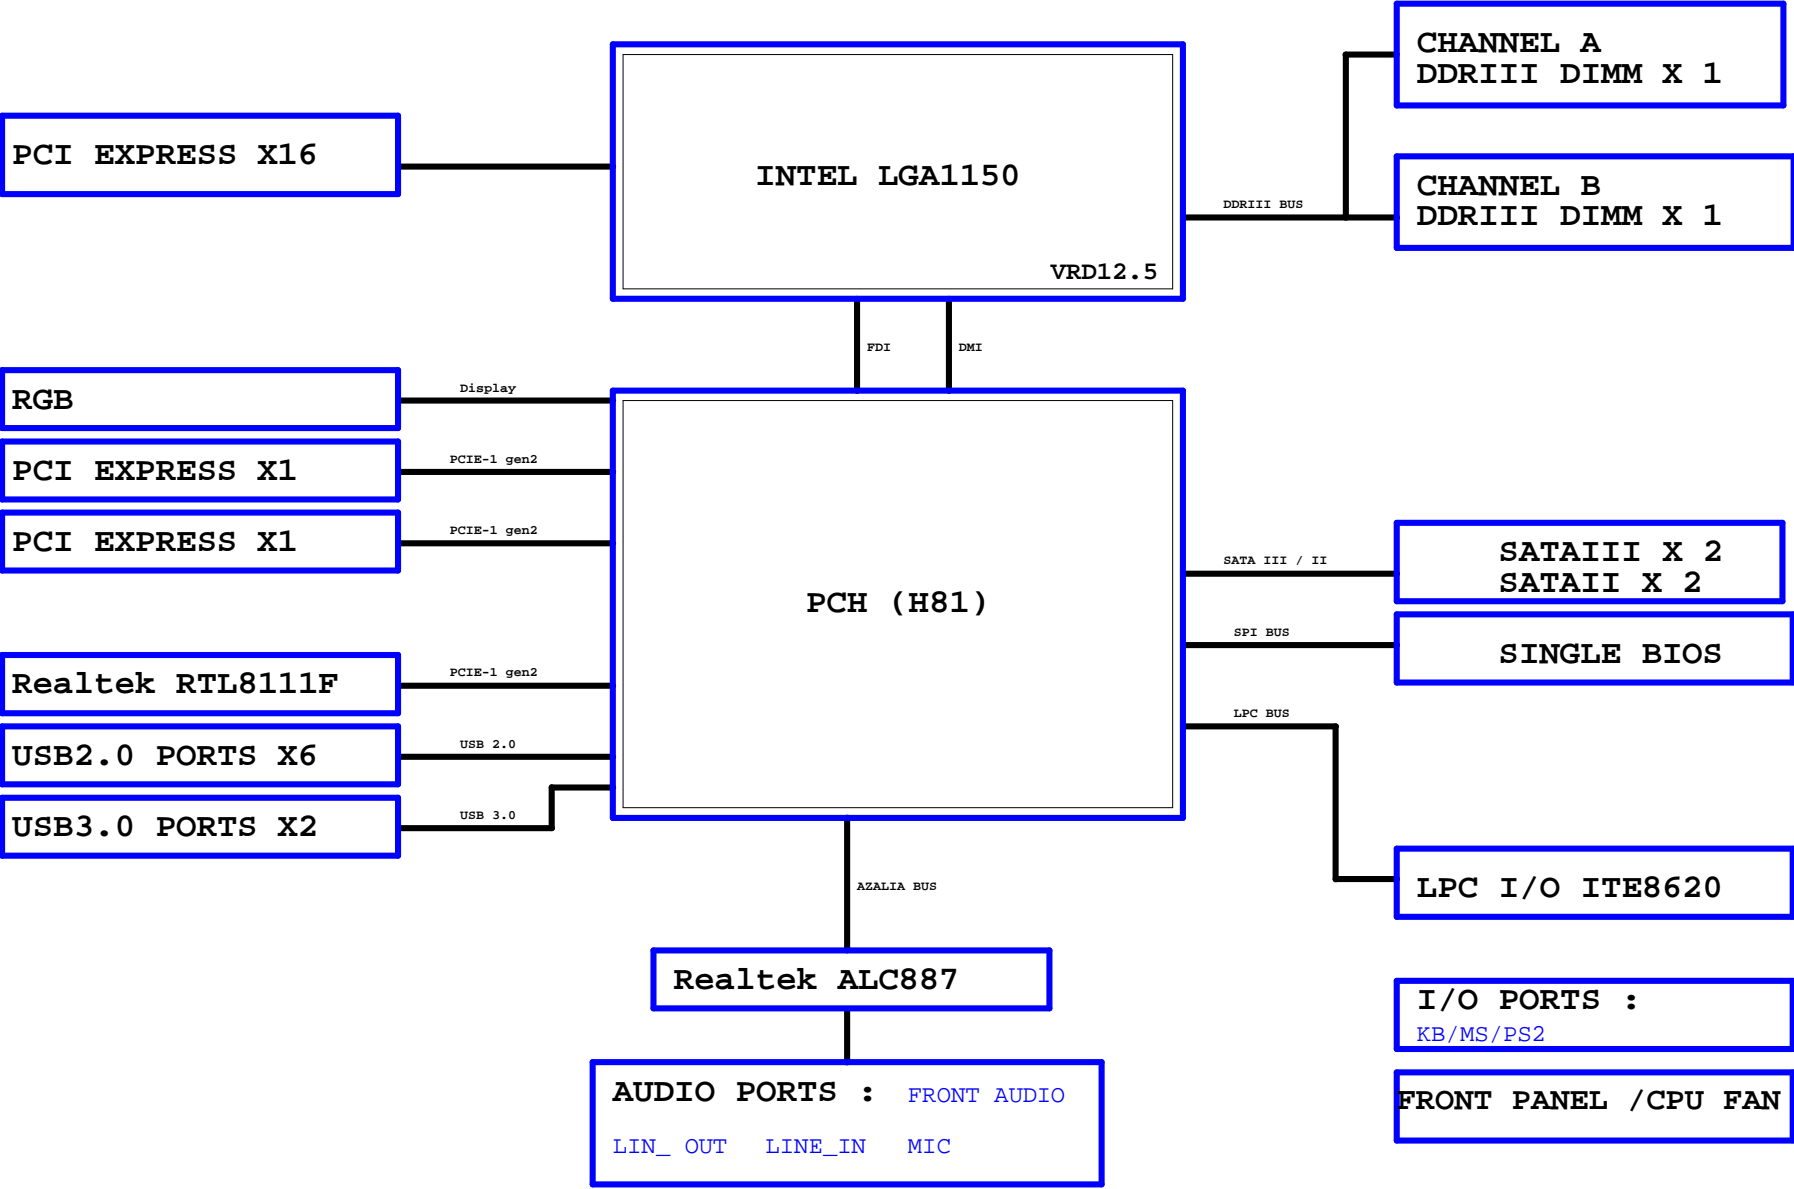 CHANNEL A
DDRIII DIMM X 1
PCI EXPRESS X16
INTEL LGA1150
CHANNEL B
DDRIII DIMM X 1
DDRIII BUS
VRD12.5
FDI
DMI
RGB
Display
PCI EXPRESS X1
PCIE-1 gen2
PCI EXPRESS X1
PCIE-1 gen2
PCH (H81)
SATA III / II
SATAIII X 2
SATAII X 2
SPI BUS
SINGLE BIOS
Realtek RTL8111F
PCIE-1 gen2
LPC BUS
USB2.0 PORTS X6
USB 2.0
USB3.0 PORTS X2
USB 3.0
AZALIA BUS
LPC I/O ITE8620
Realtek ALC887
I/O PORTS :
KB/MS/PS2
AUDIO PORTS : FRONT AUDIO
LIN_ OUT LINE_IN MIC
FRONT PANEL /CPU FAN